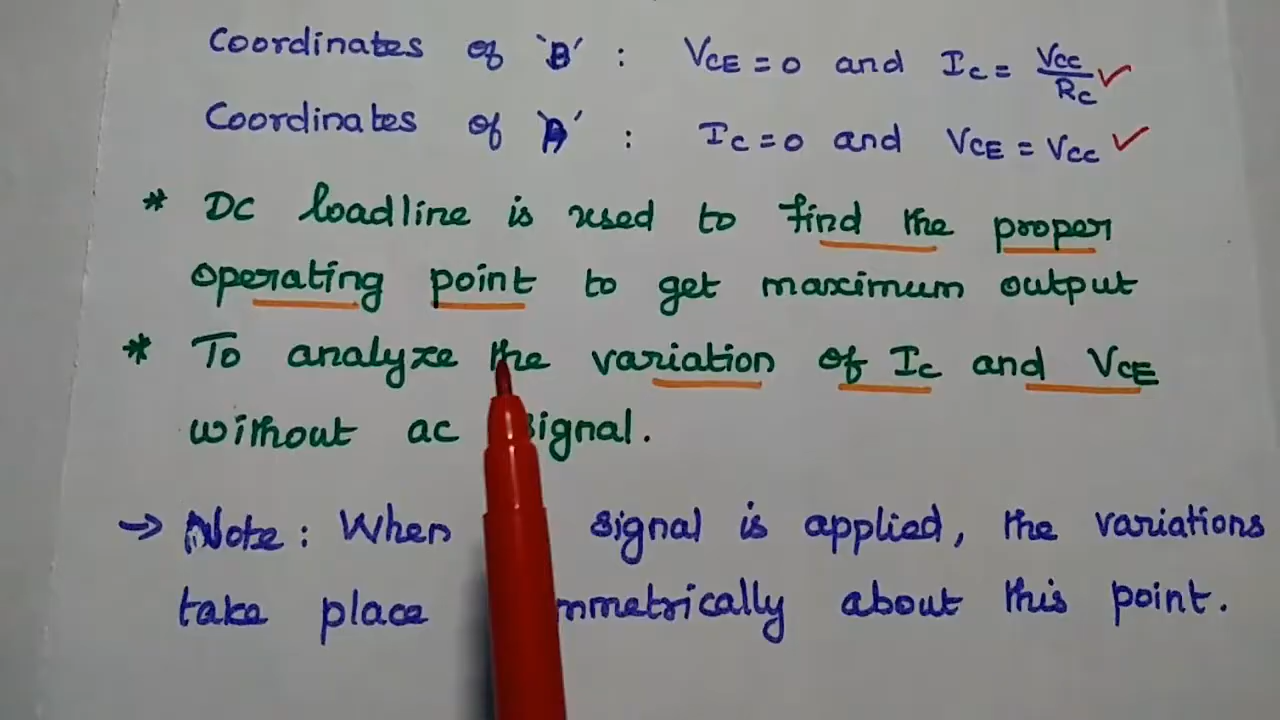 Coordinates of 'B' : VCE = 0 and IC = VCC/RC ✓
Coordinates of 'A' : IC = 0 and VCE = VCC ✓
* DC loadline is used to find the proper
operating point to get maximum output
* To analyze the variation of IC and VCE
without ac signal.
→ Note : When signal is applied, the variations
take place about this point.